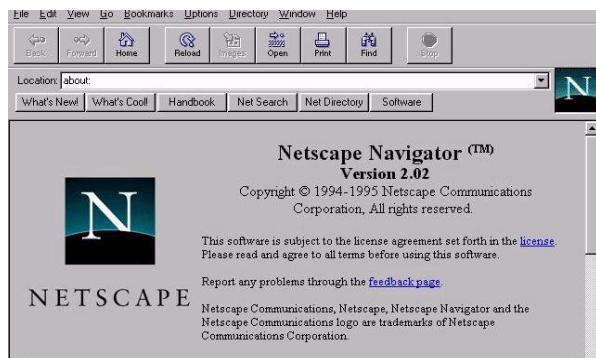 File Edit View Go Bookmarks Options Directory Window Help
Back Forward Home Reload Images Open Print Find Stop
Location: about:
What's New! What's Cool! Handbook Net Search Net Directory Software
N
Netscape Navigator (TM)
Version 2.02
Copyright © 1994-1995 Netscape Communications
Corporation, All rights reserved.
This software is subject to the license agreement set forth in the license.
Please read and agree to all terms before using this software.
Report any problems through the feedback page.
N
NETSCAPE
Netscape Communications, Netscape, Netscape Navigator and the
Netscape Communications logo are trademarks of Netscape
Communications Corporation.